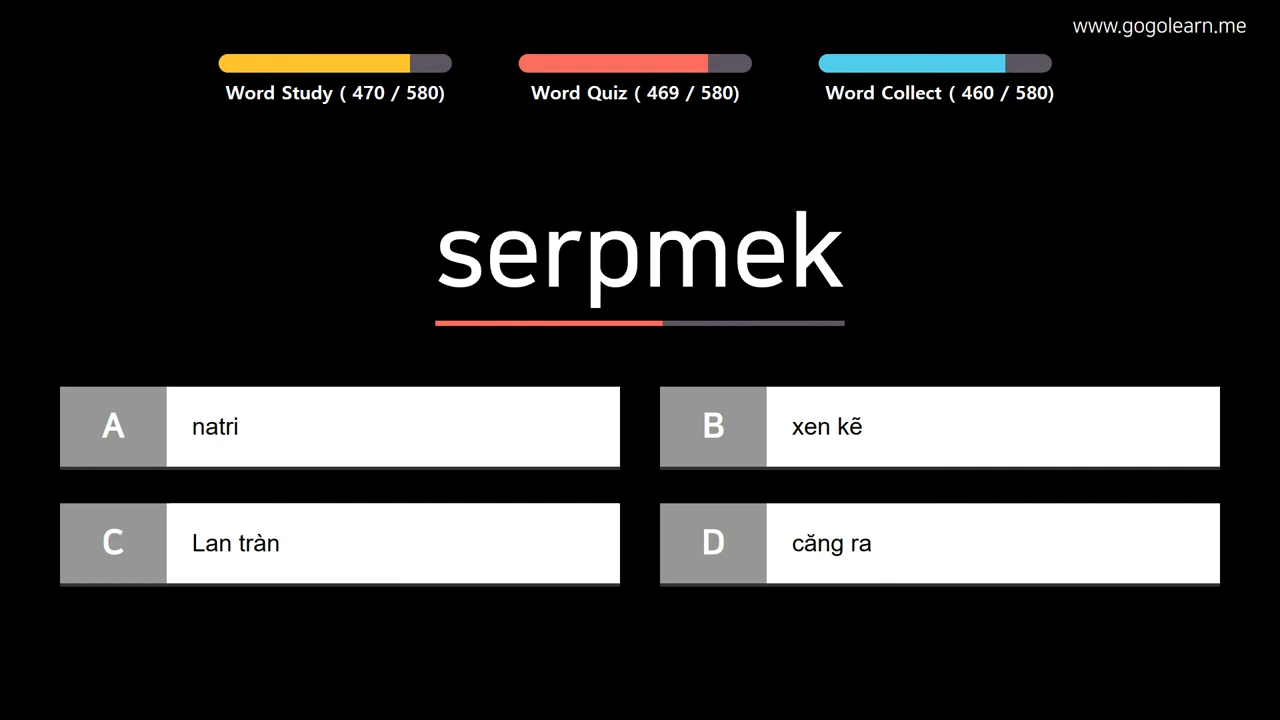 www.gogolearn.me
Word Study ( 470 / 580)
Word Quiz ( 469 / 580)
Word Collect ( 460 / 580)
serpmek
A natri
B xen kẽ
C Lan tràn
D căng ra